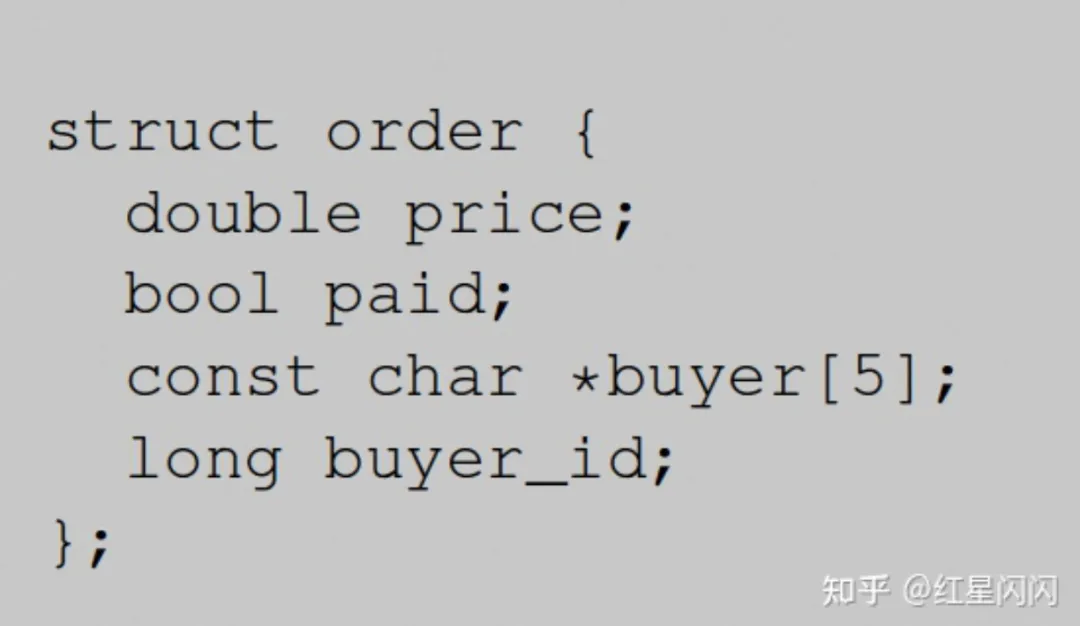 struct order {
  double price;
  bool paid;
  const char *buyer[5];
  long buyer_id;
};
知乎 @红星闪闪